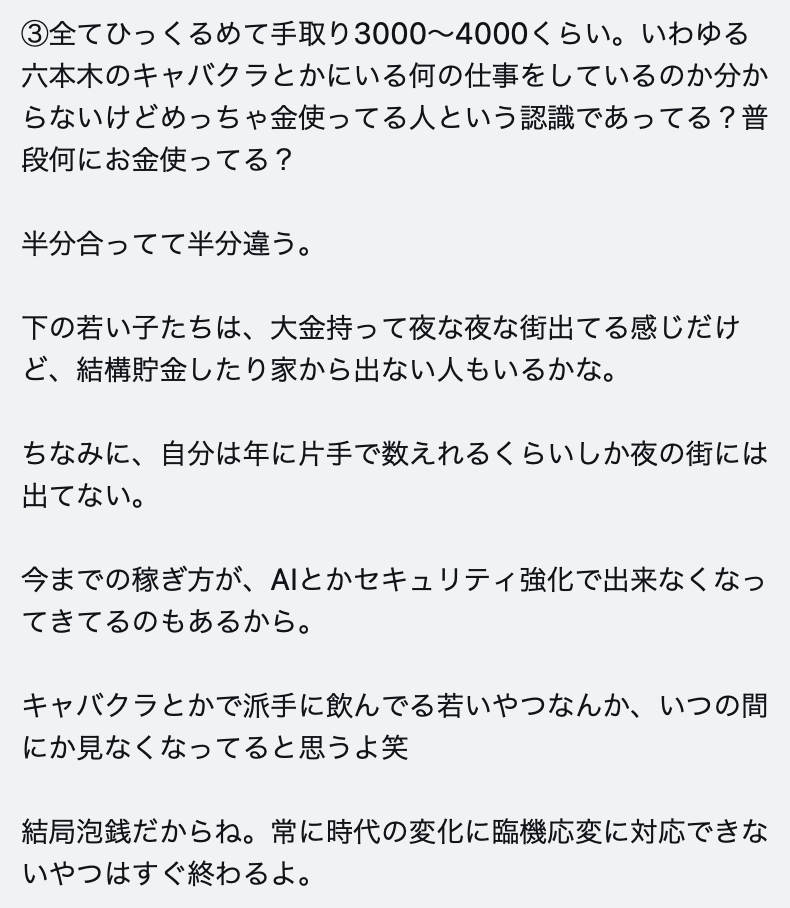 ③全てひっくるめて手取り3000〜4000くらい。いわゆる
六本木のキャバクラとかにいる何の仕事をしているのか分か
らないけどめっちゃ金使ってる人という認識であってる？普
段何にお金使ってる？
半分合ってて半分違う。
下の若い子たちは、大金持って夜な夜な街出てる感じだけ
ど、結構貯金したり家から出ない人もいるかな。
ちなみに、自分は年に片手で数えれるくらいしか夜の街には
出てない。
今までの稼ぎ方が、AIとかセキュリティ強化で出来なくなっ
てきてるのもあるから。
キャバクラとかで派手に飲んでる若いやつなんか、いつの間
にか見なくなってると思うよ笑
結局泡銭だからね。常に時代の変化に臨機応変に対応できな
いやつはすぐ終わるよ。